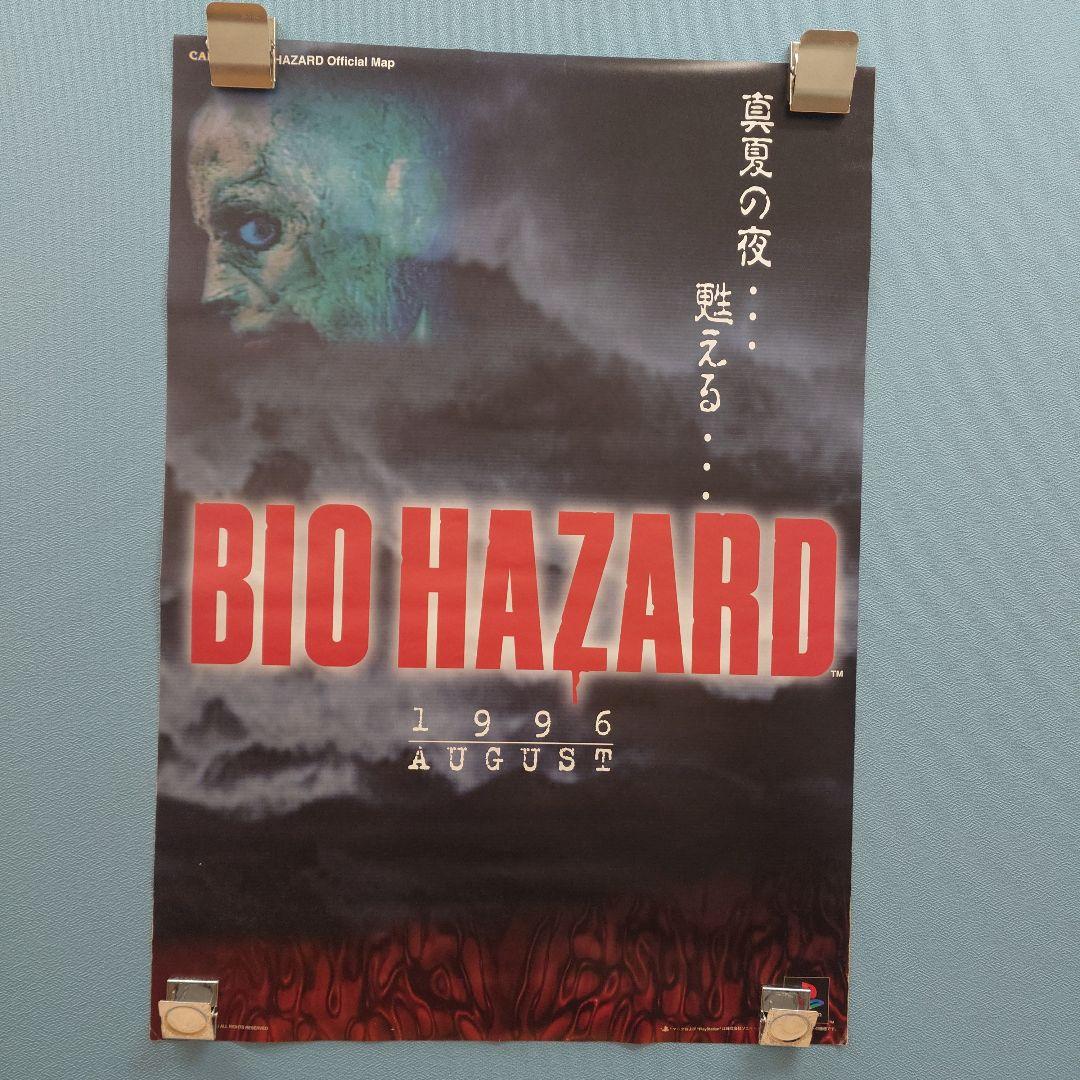 HAZARD Official Map
真夏の夜・・・
甦える・・・
BIO HAZARD TM
1996
AUGUST
ALL RIGHTS RESERVED